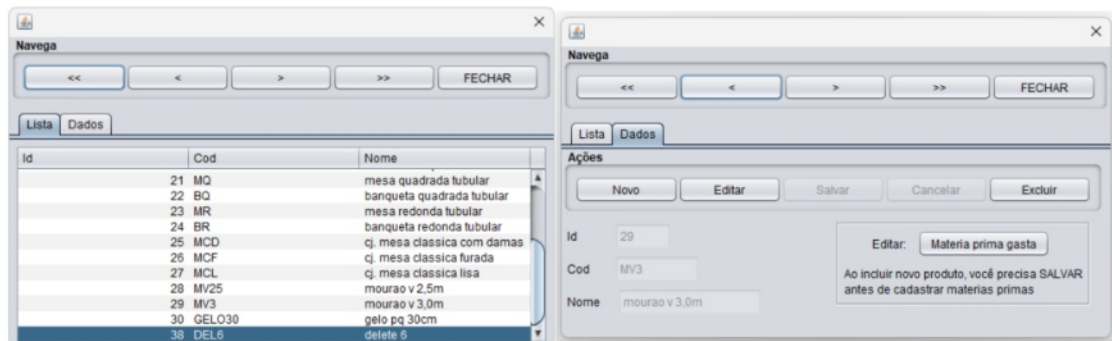 Navega
<< < > >> FECHAR
Lista Dados
Id Cod Nome
21 MQ mesa quadrada tubular
22 BQ banqueta quadrada tubular
23 MR mesa redonda tubular
24 BR banqueta redonda tubular
25 MCD cj. mesa classica com damas
26 MCF cj. mesa classica furada
27 MCL cj. mesa classica lisa
28 MV25 mourao v 2,5m
29 MV3 mourao v 3,0m
30 GELO30 gelo pq 30cm
38 DEL6 delete 6
Navega
<< < > >> FECHAR
Lista Dados
Ações
Novo Editar Salvar Cancelar Excluir
Id 29
Cod MV3
Nome mourao v 3,0m
Editar: Materia prima gasta
Ao incluir novo produto, você precisa SALVAR
antes de cadastrar materias primas